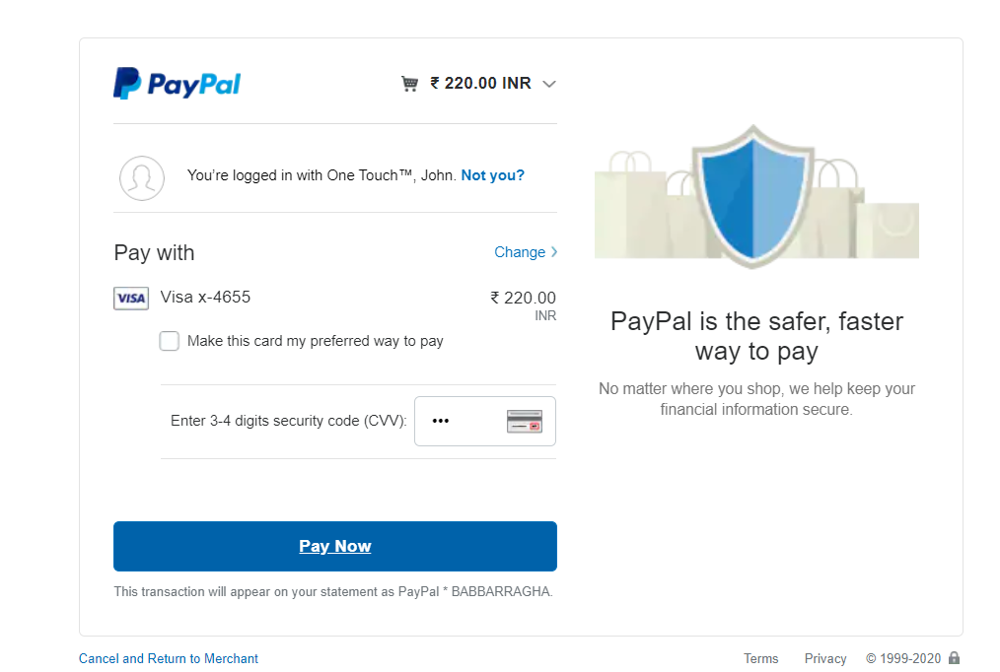 PayPal
₹ 220.00 INR
You’re logged in with One Touch™, John. Not you?
Pay with
Change
VISA
Visa x-4655
₹ 220.00
INR
Make this card my preferred way to pay
Enter 3-4 digits security code (CVV):
•••
Pay Now
This transaction will appear on your statement as PayPal * BABBARRAGHA.
PayPal is the safer, faster
way to pay
No matter where you shop, we help keep your
financial information secure.
Cancel and Return to Merchant
Terms
Privacy
© 1999-2020